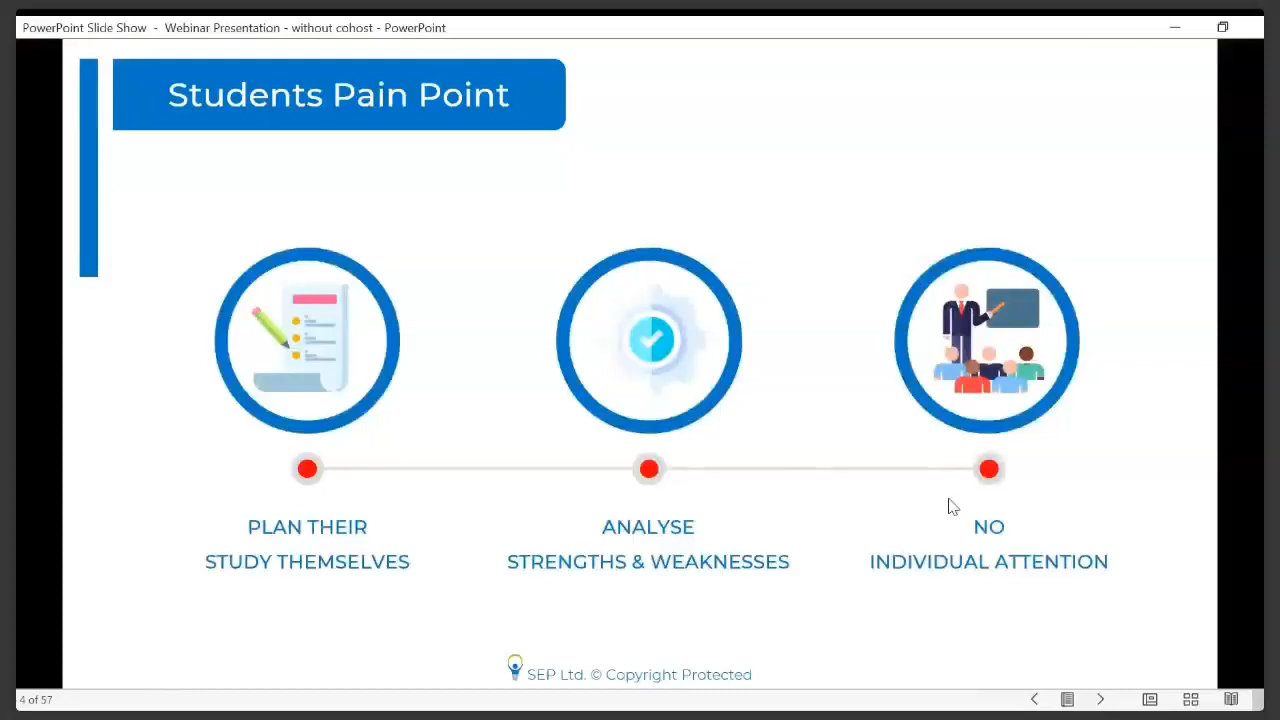 PowerPoint Slide Show - Webinar Presentation - without cohost - PowerPoint
Students Pain Point
PLAN THEIR
STUDY THEMSELVES
ANALYSE
STRENGTHS & WEAKNESSES
NO
INDIVIDUAL ATTENTION
SEP Ltd. © Copyright Protected
4 of 57